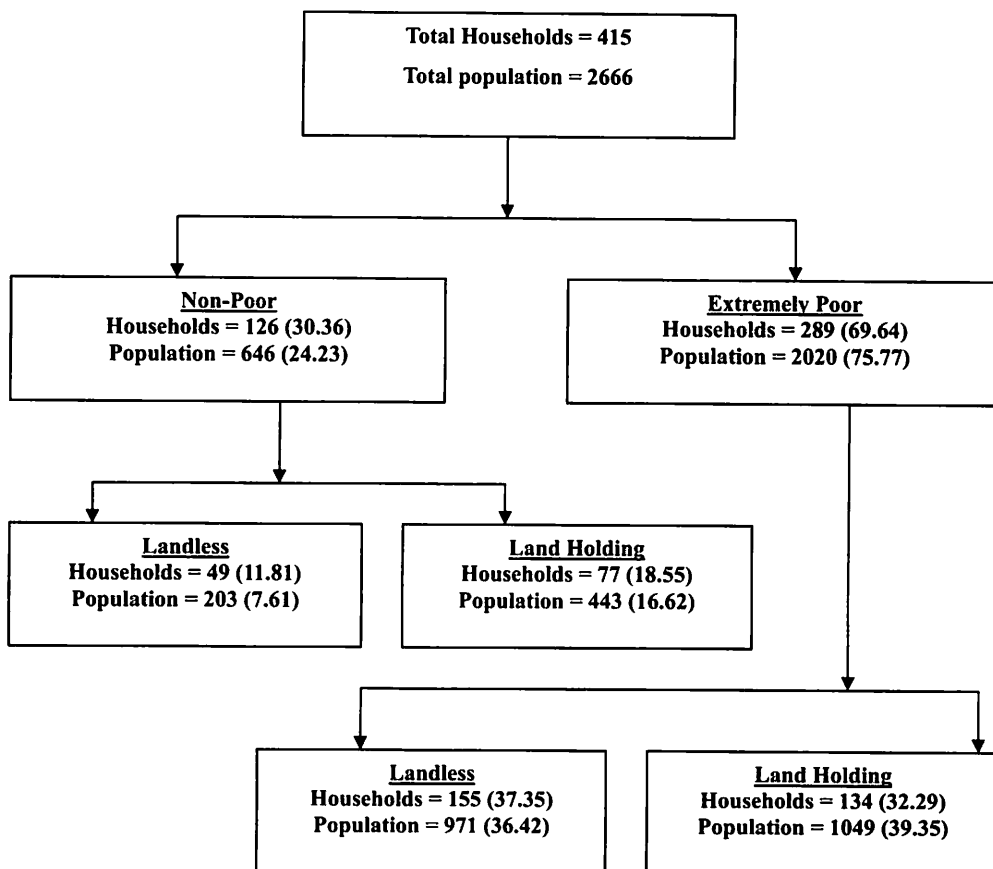 Total Households = 415
Total population = 2666
Non-Poor
Households = 126 (30.36)
Population = 646 (24.23)
Extremely Poor
Households = 289 (69.64)
Population = 2020 (75.77)
Landless
Households = 49 (11.81)
Population = 203 (7.61)
Land Holding
Households = 77 (18.55)
Population = 443 (16.62)
Landless
Households = 155 (37.35)
Population = 971 (36.42)
Land Holding
Households = 134 (32.29)
Population = 1049 (39.35)